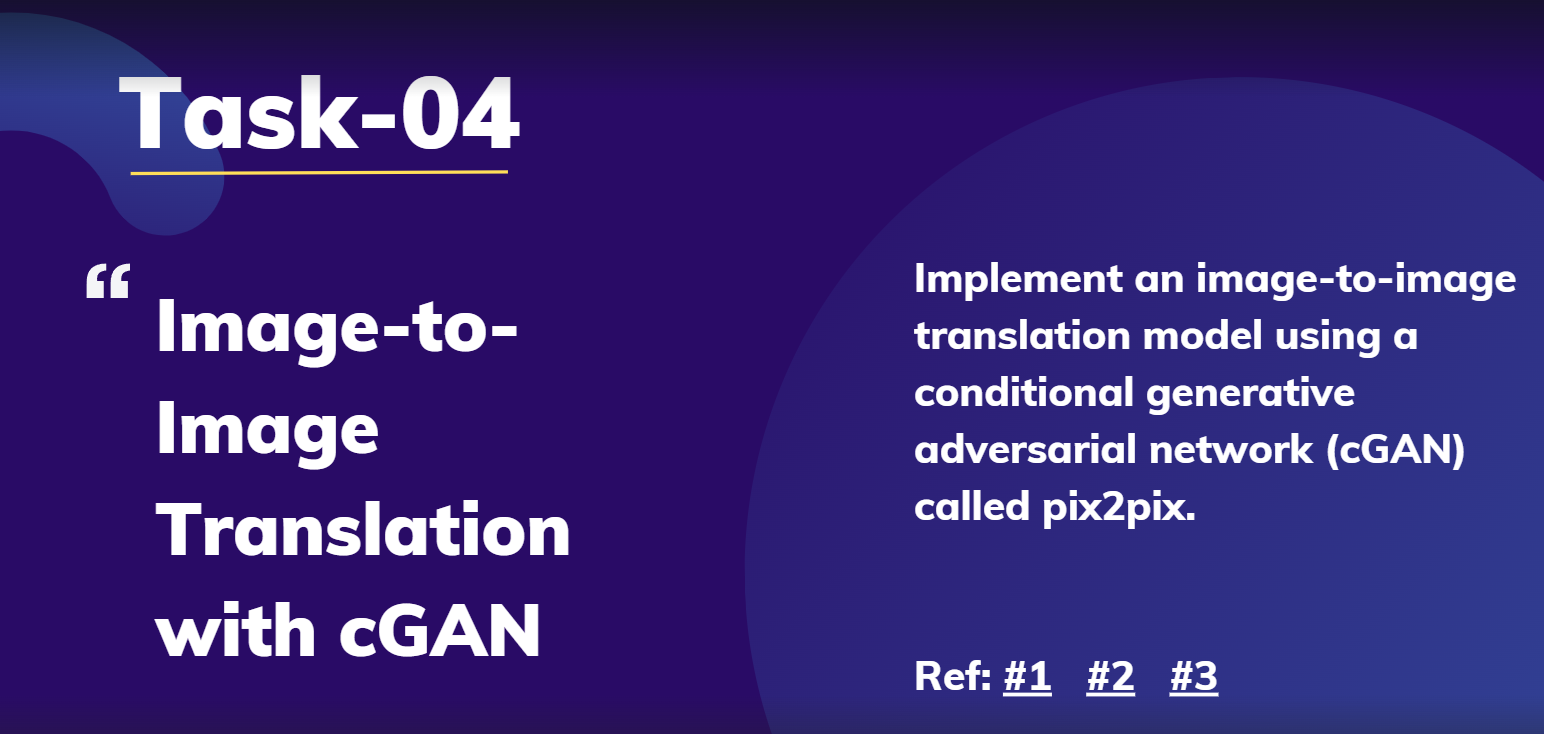 Task-04
“ Image-to-
Image
Translation
with cGAN
Implement an image-to-image
translation model using a
conditional generative
adversarial network (cGAN)
called pix2pix.
Ref: #1 #2 #3